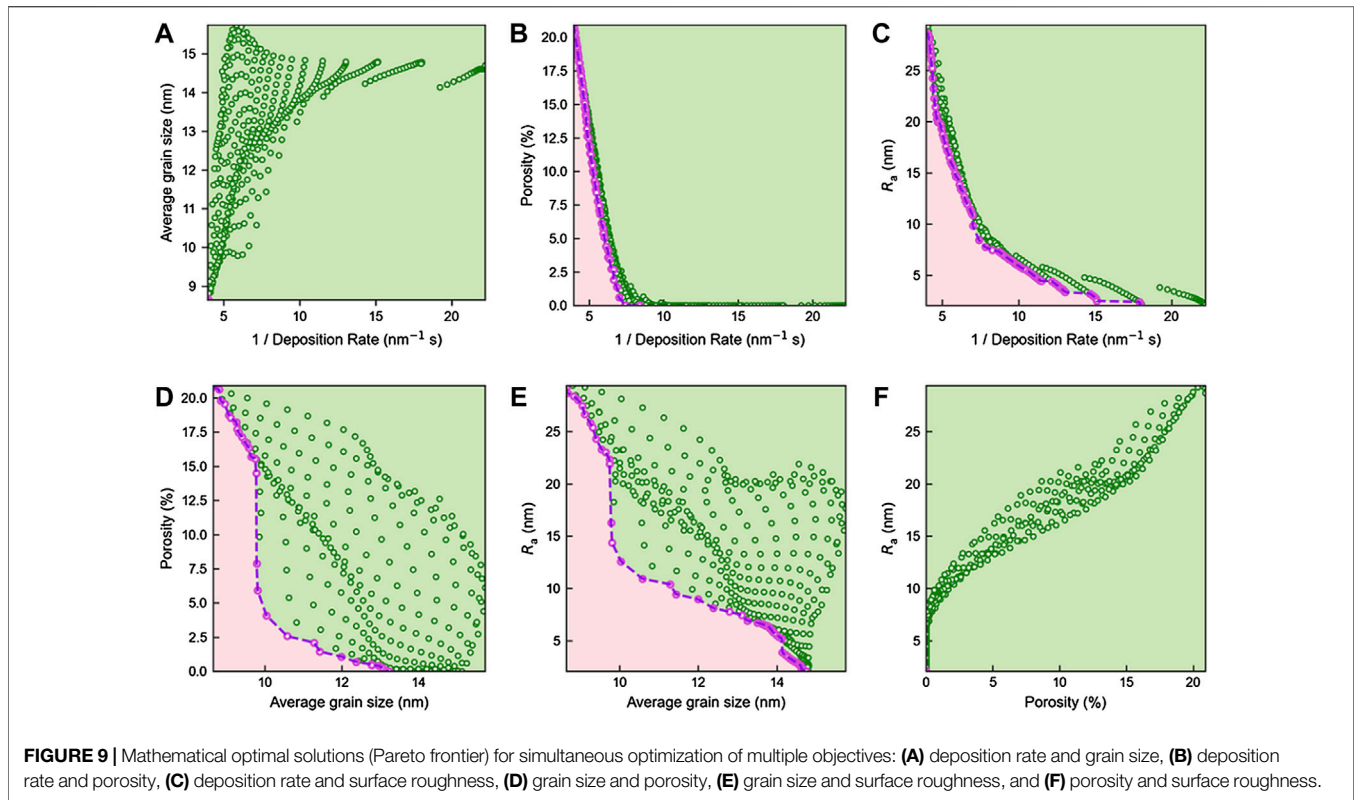 A
Average grain size (nm)
15
14
13
12
11
10
9
5 10 15 20
1 / Deposition Rate (nm⁻¹ s)
B
Porosity (%)
20.0
17.5
15.0
12.5
10.0
7.5
5.0
2.5
0.0
5 10 15 20
1 / Deposition Rate (nm⁻¹ s)
C
Rₐ (nm)
25
20
15
10
5
5 10 15 20
1 / Deposition Rate (nm⁻¹ s)
D
Porosity (%)
20.0
17.5
15.0
12.5
10.0
7.5
5.0
2.5
0.0
10 12 14
Average grain size (nm)
E
Rₐ (nm)
25
20
15
10
5
10 12 14
Average grain size (nm)
F
Rₐ (nm)
25
20
15
10
5
0 5 10 15 20
Porosity (%)
FIGURE 9 | Mathematical optimal solutions (Pareto frontier) for simultaneous optimization of multiple objectives: (A) deposition rate and grain size, (B) deposition
rate and porosity, (C) deposition rate and surface roughness, (D) grain size and porosity, (E) grain size and surface roughness, and (F) porosity and surface roughness.